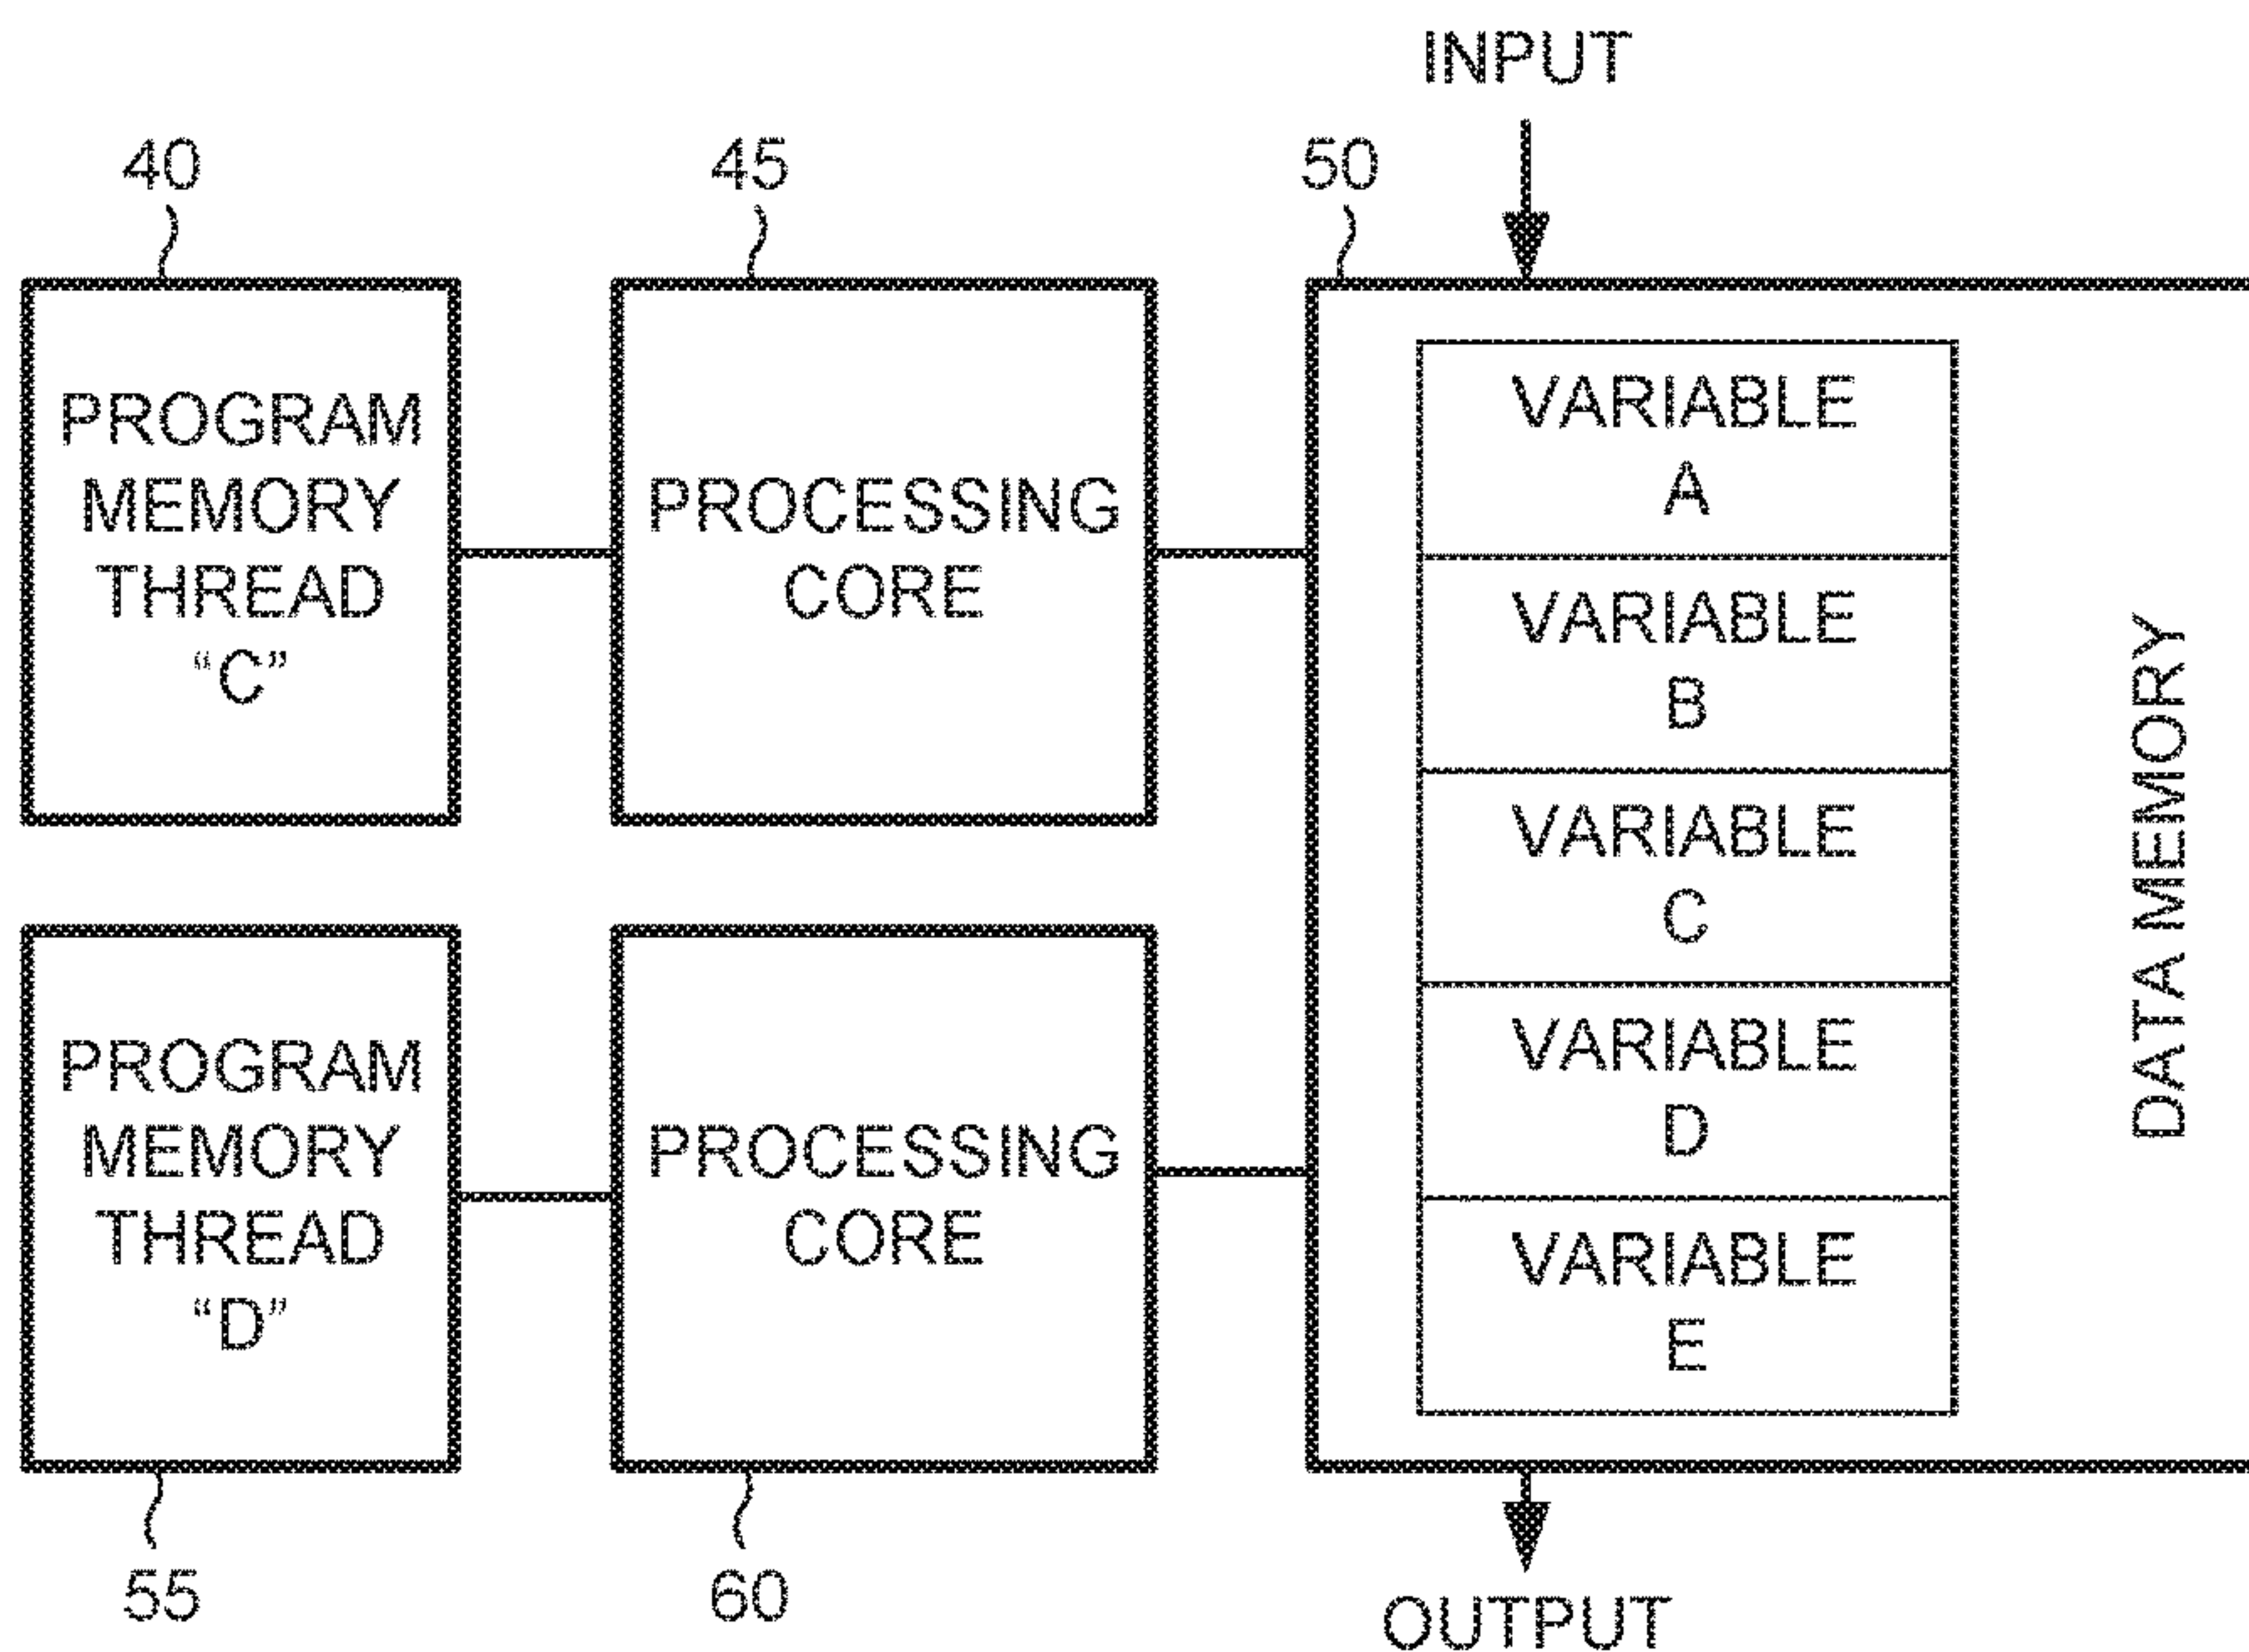 INPUT
40
45
50
PROGRAM
MEMORY
THREAD
“C”
PROCESSING
CORE
VARIABLE
A
VARIABLE
B
VARIABLE
C
VARIABLE
D
VARIABLE
E
DATA MEMORY
PROGRAM
MEMORY
THREAD
“D”
PROCESSING
CORE
55
60
OUTPUT